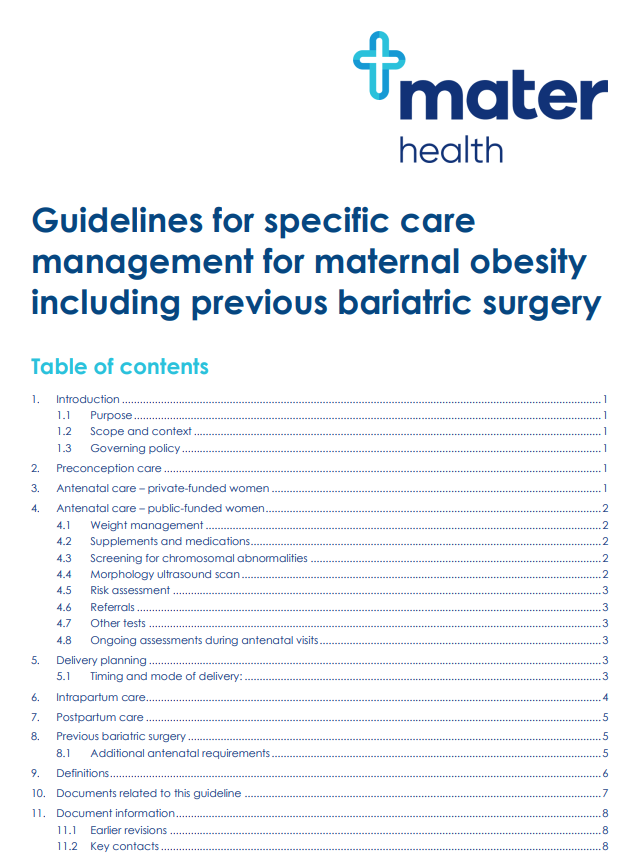 mater
health
Guidelines for specific care
management for maternal obesity
including previous bariatric surgery
Table of contents
1. Introduction ........ 1
1.1 Purpose ........ 1
1.2 Scope and context ........ 1
1.3 Governing policy ........ 1
2. Preconception care ........ 1
3. Antenatal care – private-funded women ........ 1
4. Antenatal care – public-funded women ........ 2
4.1 Weight management ........ 2
4.2 Supplements and medications ........ 2
4.3 Screening for chromosomal abnormalities ........ 2
4.4 Morphology ultrasound scan ........ 2
4.5 Risk assessment ........ 3
4.6 Referrals ........ 3
4.7 Other tests ........ 3
4.8 Ongoing assessments during antenatal visits ........ 3
5. Delivery planning ........ 3
5.1 Timing and mode of delivery: ........ 3
6. Intrapartum care ........ 4
7. Postpartum care ........ 5
8. Previous bariatric surgery ........ 5
8.1 Additional antenatal requirements ........ 5
9. Definitions ........ 6
10. Documents related to this guideline ........ 7
11. Document information ........ 8
11.1 Earlier revisions ........ 8
11.2 Key contacts ........ 8